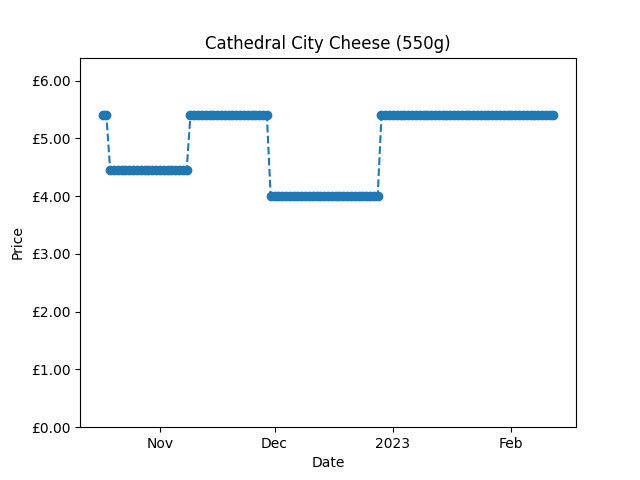 Cathedral City Cheese (550g)
£6.00
£5.00
£4.00
£3.00
£2.00
£1.00
£0.00
Price
Nov
Dec
2023
Feb
Date